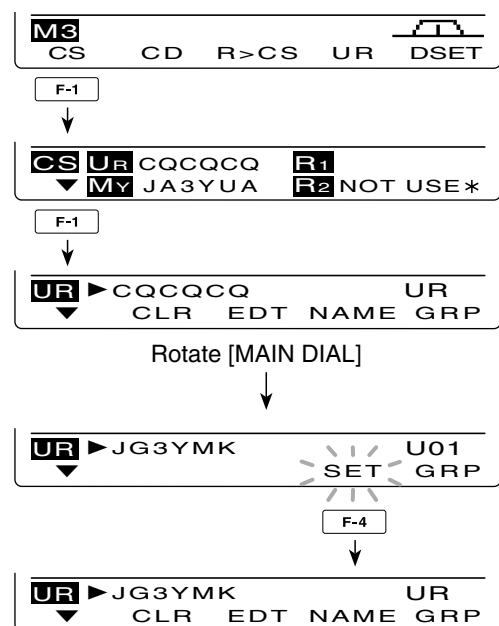 M3
CS CD R>CS UR DSET
F-1
CS UR CQCQCQ R1
▼ MY JA3YUA R2 NOT USE*
F-1
UR ►CQCQCQ UR
▼ CLR EDT NAME GRP
Rotate [MAIN DIAL]
UR ►JG3YMK U01
▼ SET GRP
F-4
UR ►JG3YMK UR
▼ CLR EDT NAME GRP